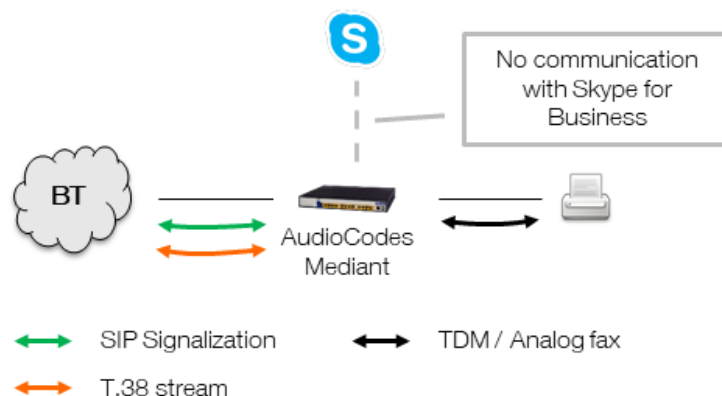 S
No communication
with Skype for
Business
BT
AudioCodes
Mediant
SIP Signalization
TDM / Analog fax
T.38 stream